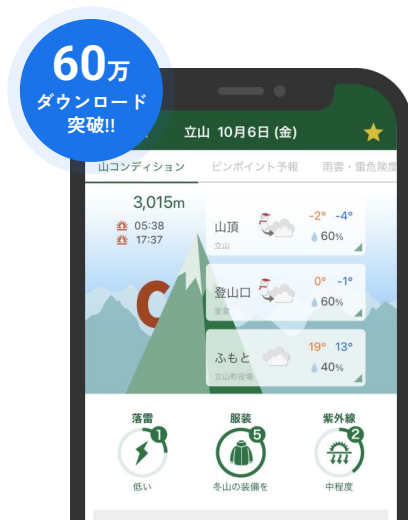 60万
ダウンロード
突破!!
立山 10月6日 (金)
山コンディション
ピンポイント予報
雨雲・雷危険度
3,015m
05:38
17:37
C
山頂
立山
-2° -4°
60%
登山口
室堂
0° -1°
60%
ふもと
立山町役場
19° 13°
40%
落雷
1
低い
服装
5
冬山の装備を
紫外線
2
中程度